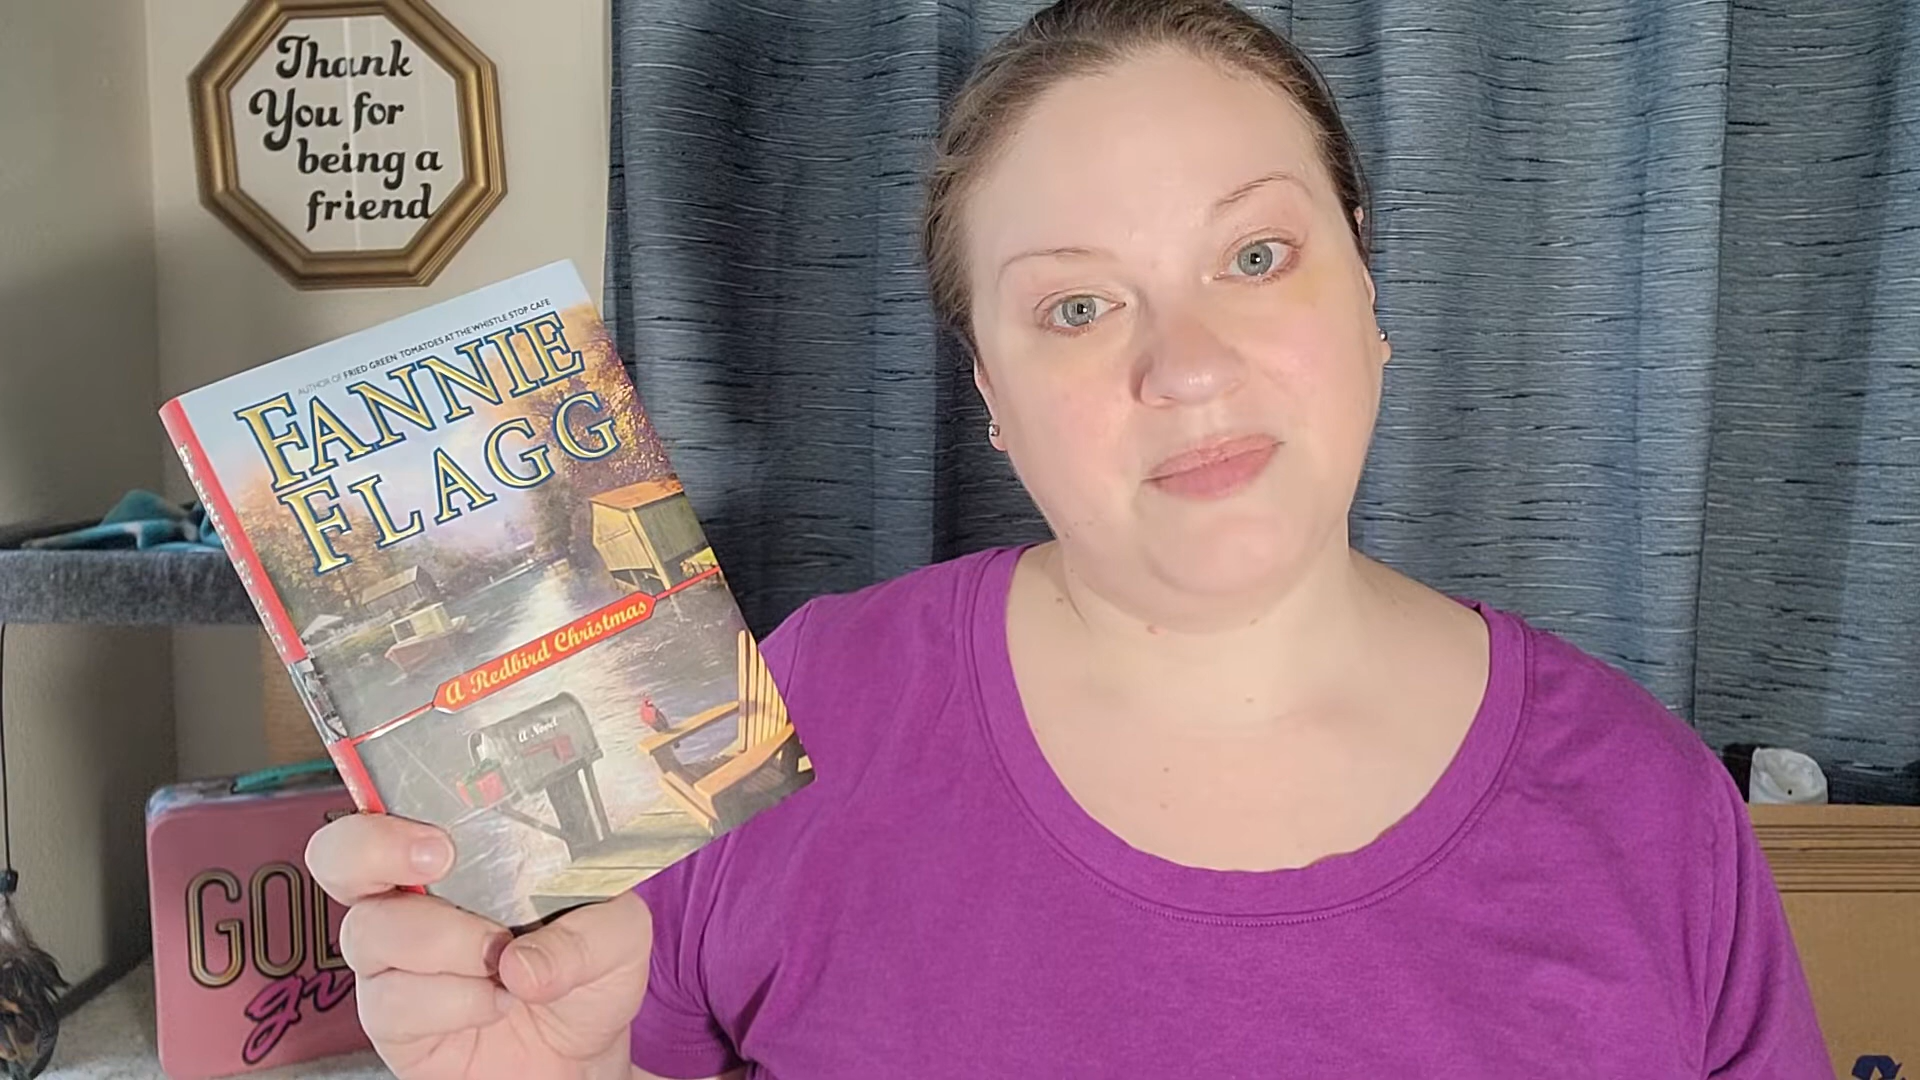 Thank
You for
being a
friend
AUTHOR OF FRIED GREEN TOMATOES AT THE WHISTLE STOP CAFE
FANNIE
FLAGG
A Redbird Christmas
A Novel
GOL